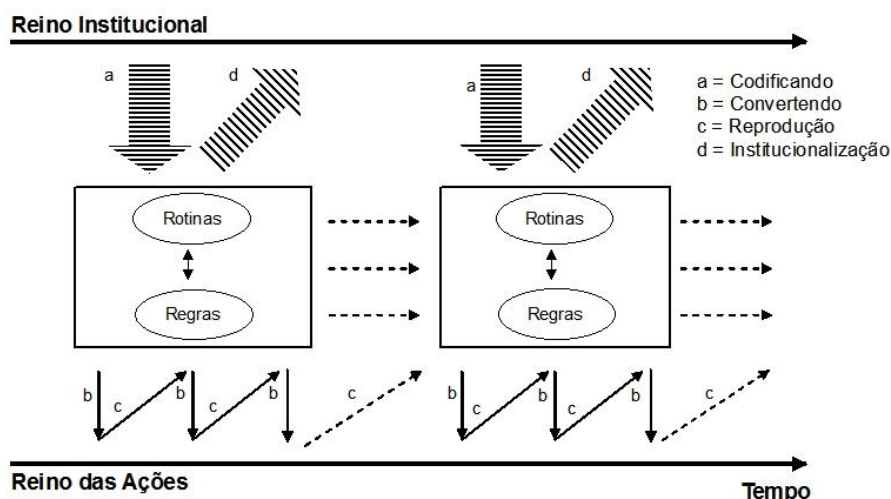 Reino Institucional
a
d
a
d
a = Codificando
b = Convertendo
c = Reprodução
d = Institucionalização
Rotinas
Rotinas
Regras
Regras
b
c
b
c
b
c
b
c
b
c
b
c
Reino das Ações
Tempo